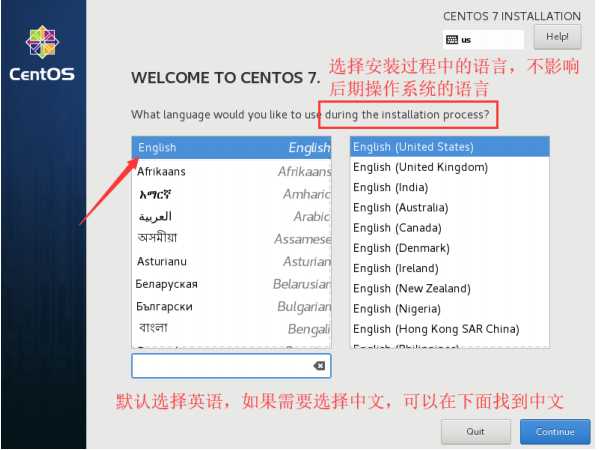 CENTOS 7 INSTALLATION
us
Help!
CentOS
WELCOME TO CENTOS 7.
选择安装过程中的语言，不影响
后期操作系统的语言
What language would you like to use during the installation process?
English English
Afrikaans Afrikaans
አማርኛ Amharic
العربية Arabic
অসমীয়া Assamese
Asturianu Asturian
Беларуская Belarusian
Български Bulgarian
বাংলা Bengali
English (United States)
English (United Kingdom)
English (India)
English (Australia)
English (Canada)
English (Denmark)
English (Ireland)
English (New Zealand)
English (Nigeria)
English (Hong Kong SAR China)
English (Philippines)
默认选择英语，如果需要选择中文，可以在下面找到中文
Quit
Continue